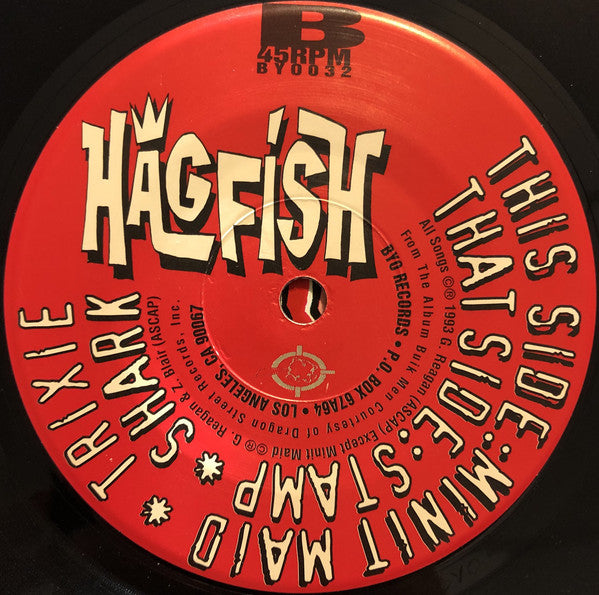 B
45RPM
BYO032
HAGFISH
THIS SIDE: MINIT MAID * TRIXIE
THAT SIDE: STAMP * SHARK
All Songs ©℗ 1993 G. Reagan (ASCAP) Except Minit Maid ©℗ G. Reagan & Z. Blair (ASCAP)
From The Album Buik Men Courtesy of Dragon Street Records, Inc.
BYO RECORDS • P.O. BOX 67A64 • LOS ANGELES, CA 90067